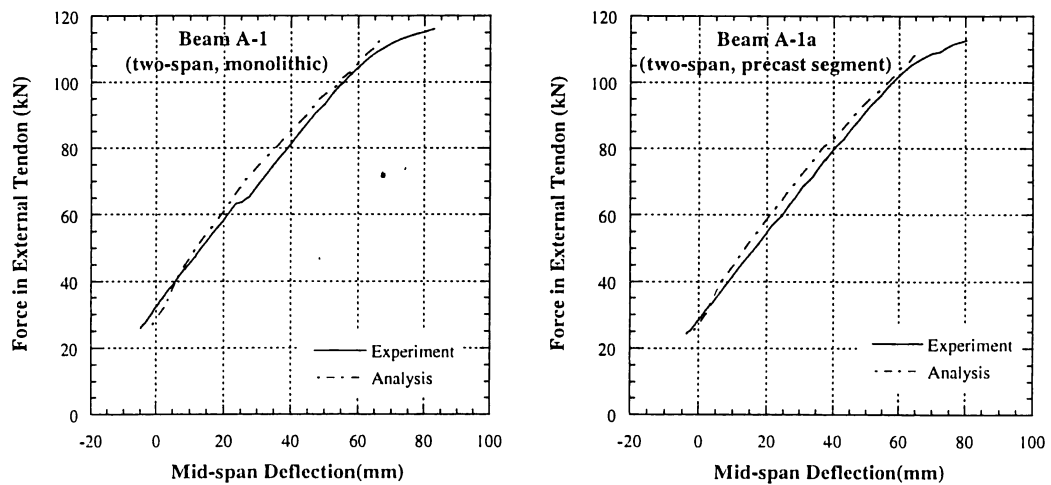 Force in External Tendon (kN)
120
100
80
60
40
20
0
-20
0
20
40
60
80
100
Mid-span Deflection(mm)
Beam A-1
(two-span, monolithic)
Experiment
Analysis
Force in External Tendon (kN)
120
100
80
60
40
20
0
-20
0
20
40
60
80
100
Mid-span Deflection(mm)
Beam A-1a
(two-span, precast segment)
Experiment
Analysis